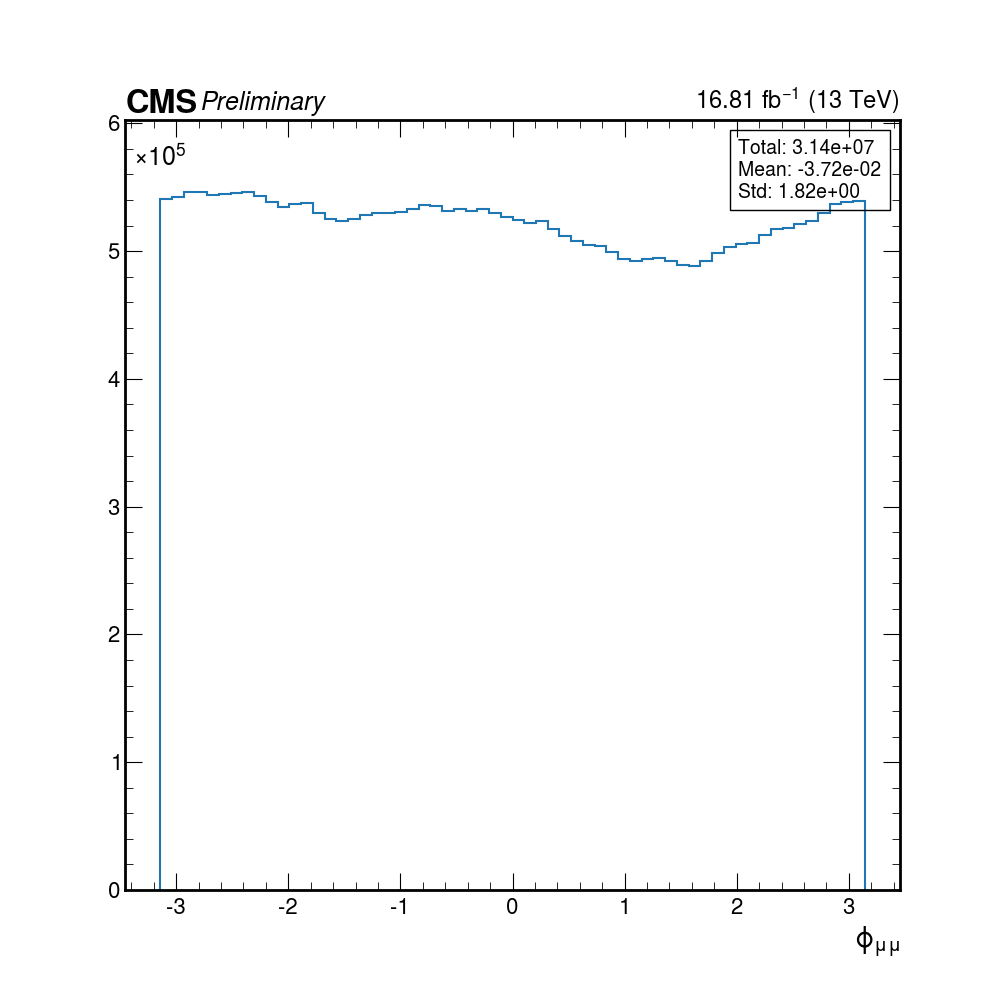 CMS Preliminary
16.81 fb⁻¹ (13 TeV)
×10⁵
Total: 3.14e+07
Mean: -3.72e-02
Std: 1.82e+00
6
5
4
3
2
1
0
-3 -2 -1 0 1 2 3
ϕμμ